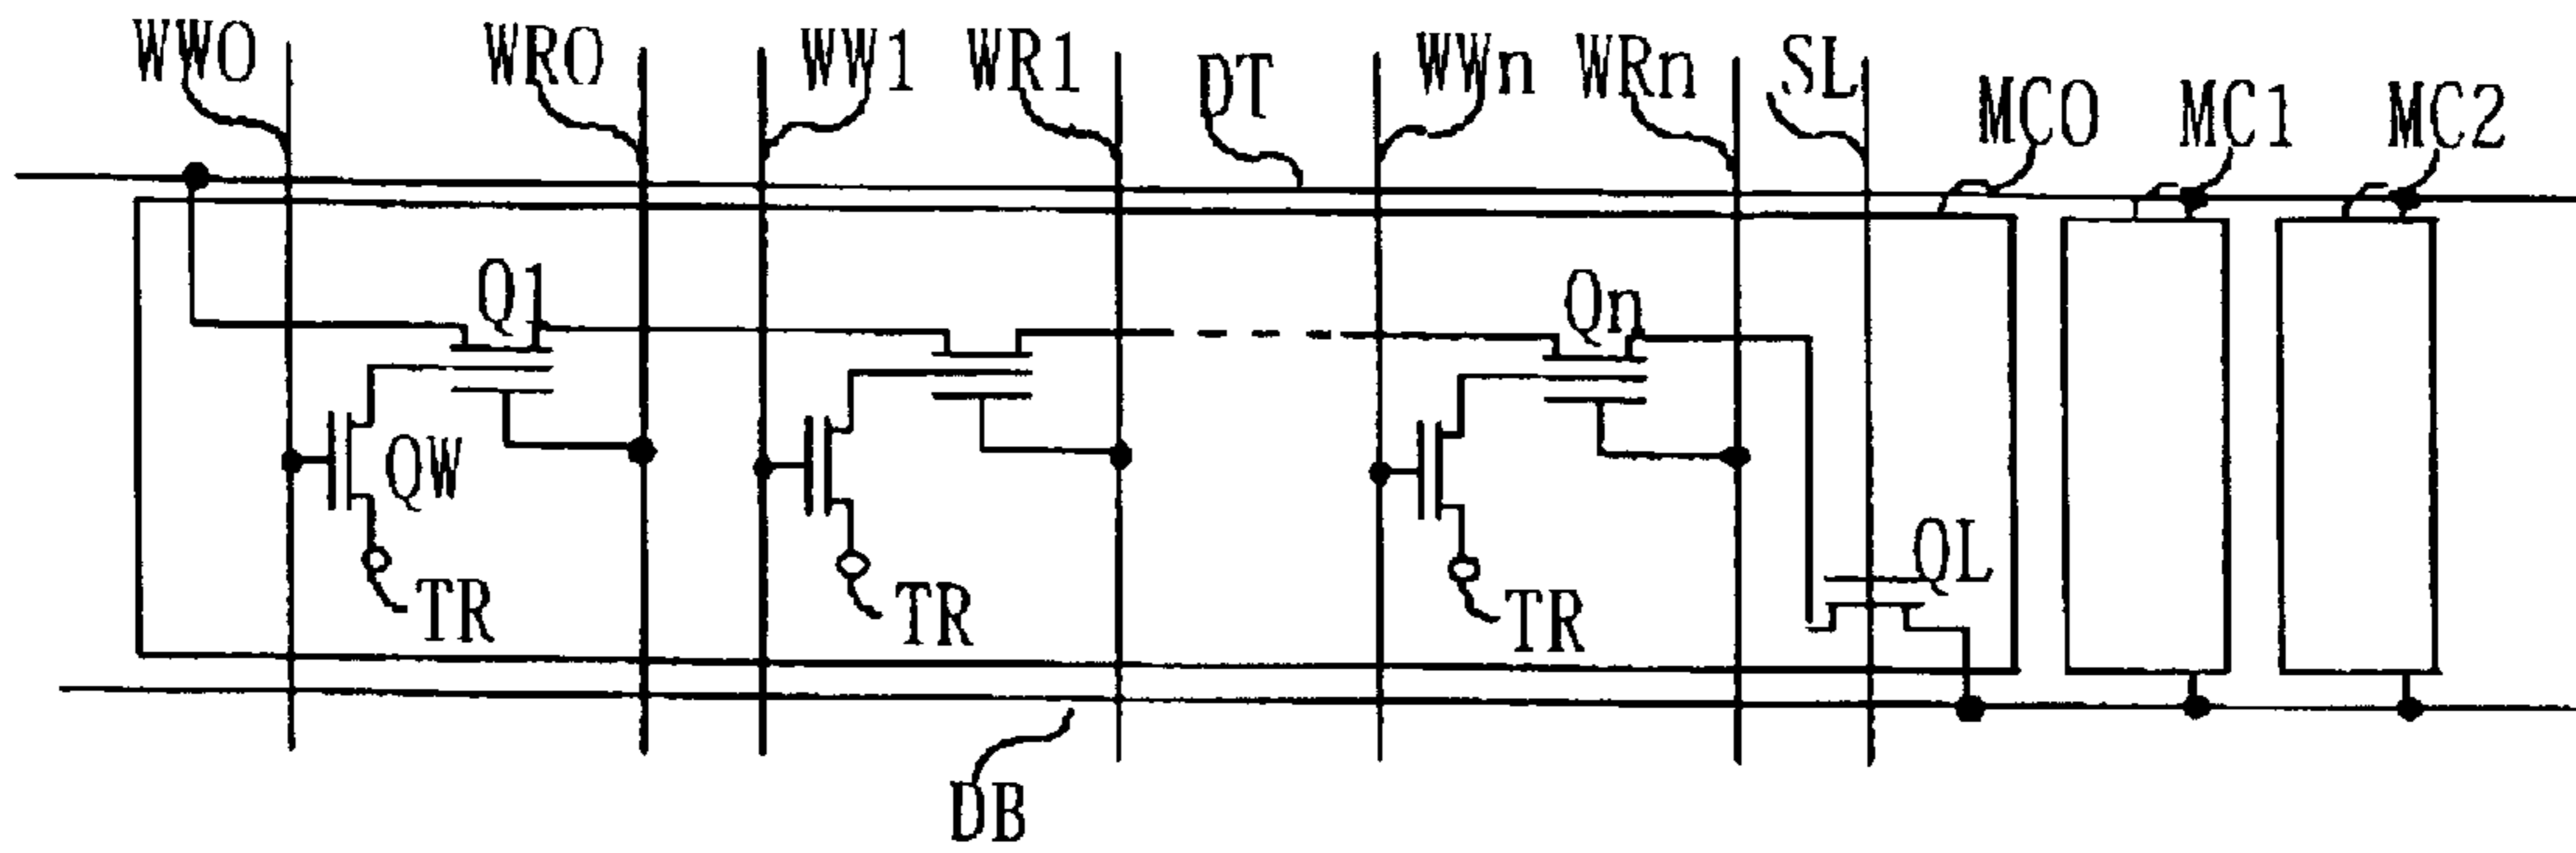 WW0 WR0 WW1 WR1 DT WWn WRn SL MC0 MC1 MC2
Q1 Qn
QW
QL
TR TR TR
DB